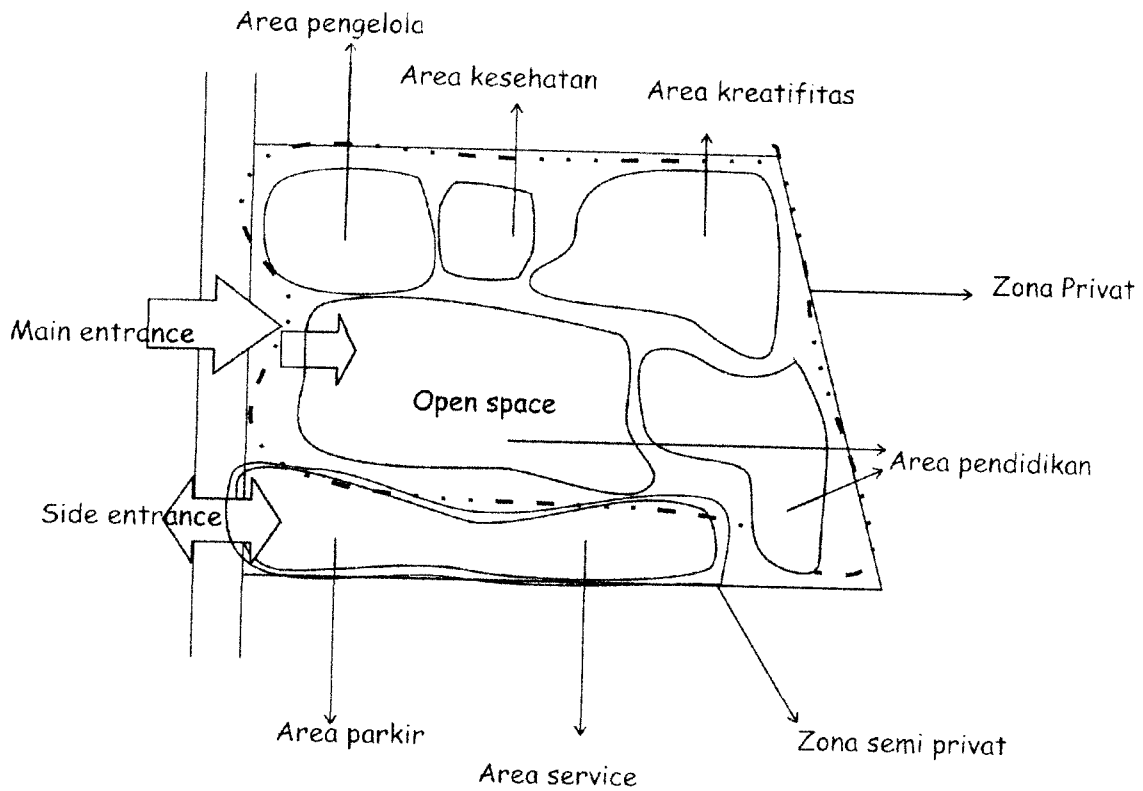 Area pengelola
Area kesehatan
Area kreatifitas
Zona Privat
Main entrance
Open space
Area pendidikan
Side entrance
Area parkir
Zona semi privat
Area service